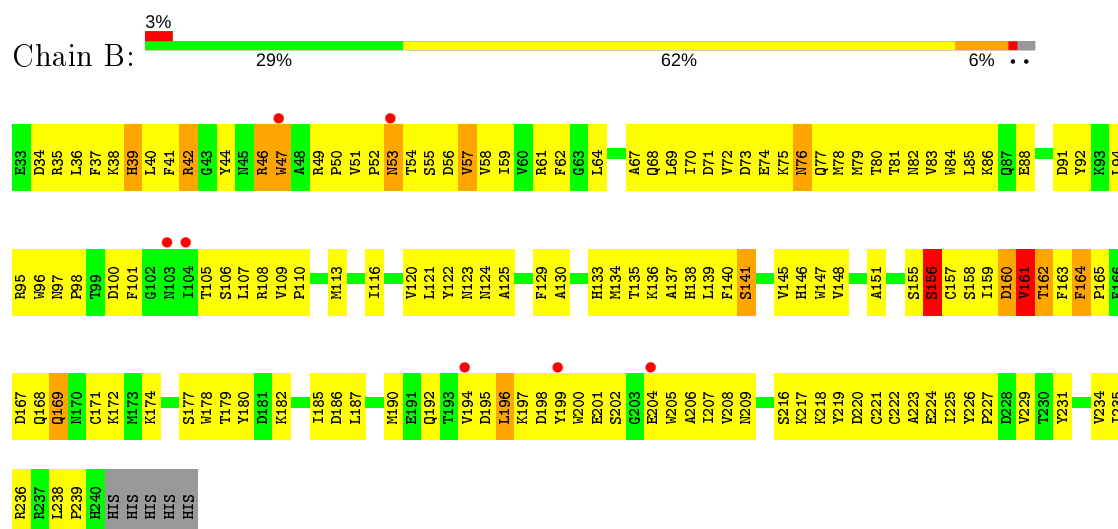 3%
Chain B:
29% 62% 6% • •
E33 D34 R35 L36 F37 K38 H39 L40 F41 R42 G43 Y44 N45 R46 W47 A48 R49 P50 V51 P52 N53 T54 S55 D56 V57 V58 I59 V60 R61 F62 G63 L64 A67 Q68 L69 I70 D71 V72 D73 E74 K75 N76 Q77 M78 M79 T80 T81 N82 V83 W84 L85 K86 Q87 E88 D91 Y92 K93 L94
R95 W96 N97 P98 T99 D100 F101 G102 N103 I104 T105 S106 L107 R108 V109 P110 M113 I116 V120 L121 Y122 N123 N124 A125 F129 A130 H133 M134 T135 K136 A137 H138 L139 F140 S141 V145 H146 W147 V148 A151 S155 S156 C157 S158 I159 D160 V161 T162 F163 F164 P165 F166
D167 Q168 Q169 N170 C171 K172 M173 K174 S177 W178 T179 Y180 D181 K182 I185 D186 L187 M190 E191 Q192 T193 V194 D195 L196 K197 D198 Y199 W200 E201 S202 G203 E204 W205 A206 I207 V208 N209 S216 K217 K218 Y219 D220 C221 C222 A223 E224 I225 Y226 P227 D228 V229 T230 Y231 V234 I235
R236 R237 L238 P239 H240 HIS HIS HIS HIS HIS